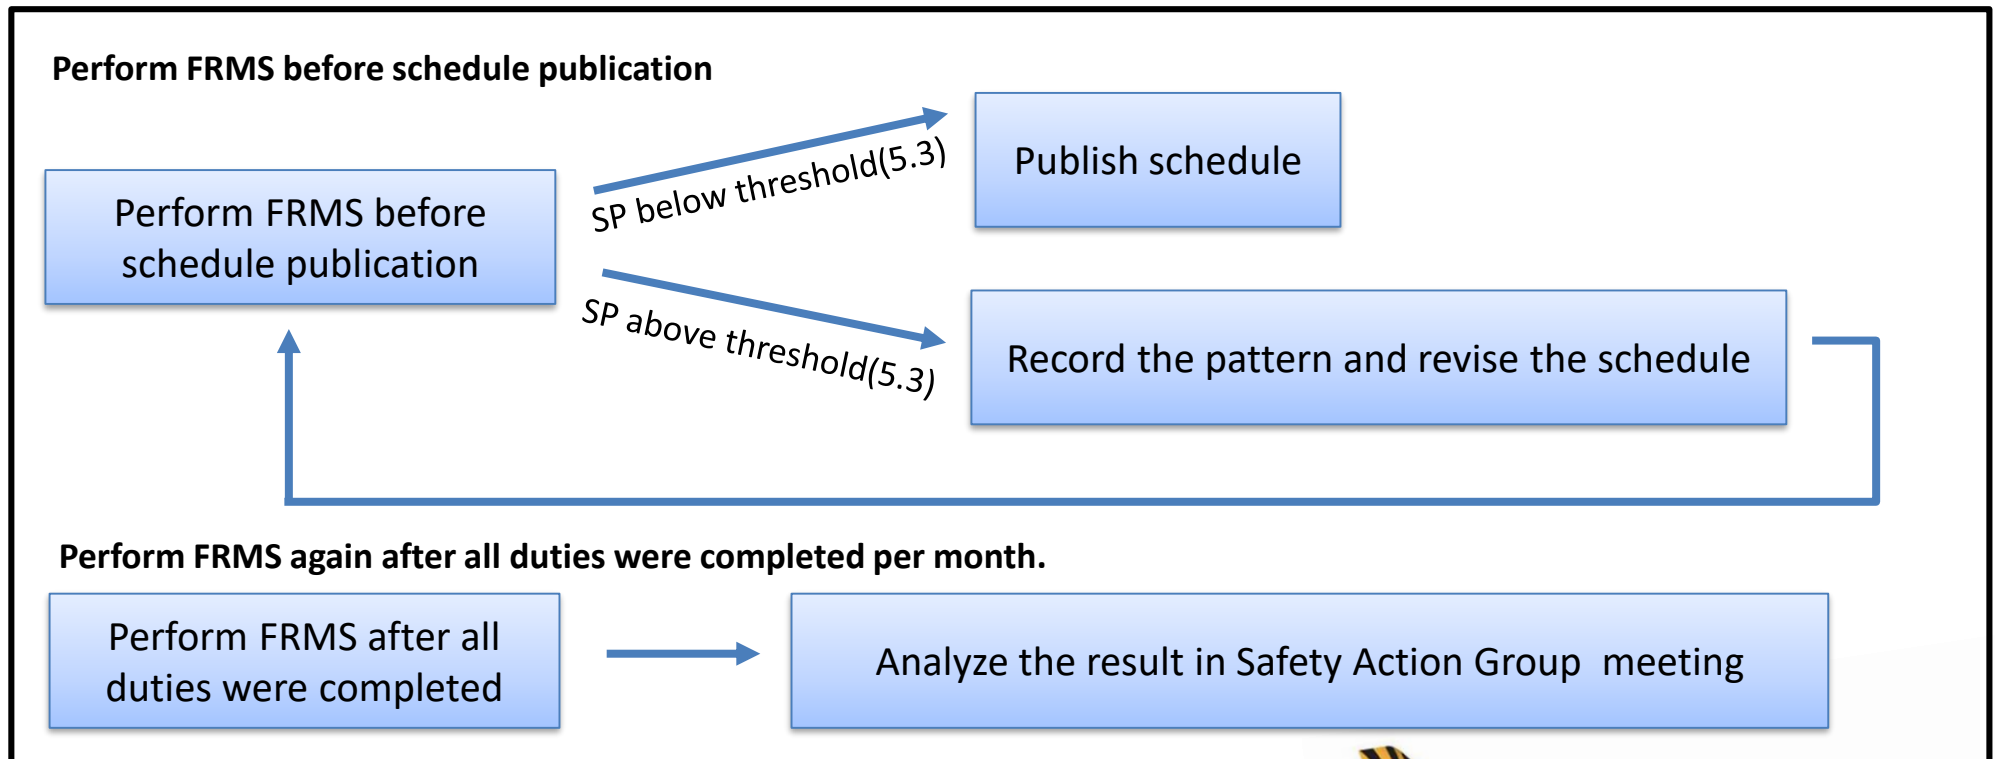 Perform FRMS before schedule publication
Perform FRMS before
schedule publication
SP below threshold(5.3)
Publish schedule
SP above threshold(5.3)
Record the pattern and revise the schedule
Perform FRMS again after all duties were completed per month.
Perform FRMS after all
duties were completed
Analyze the result in Safety Action Group  meeting